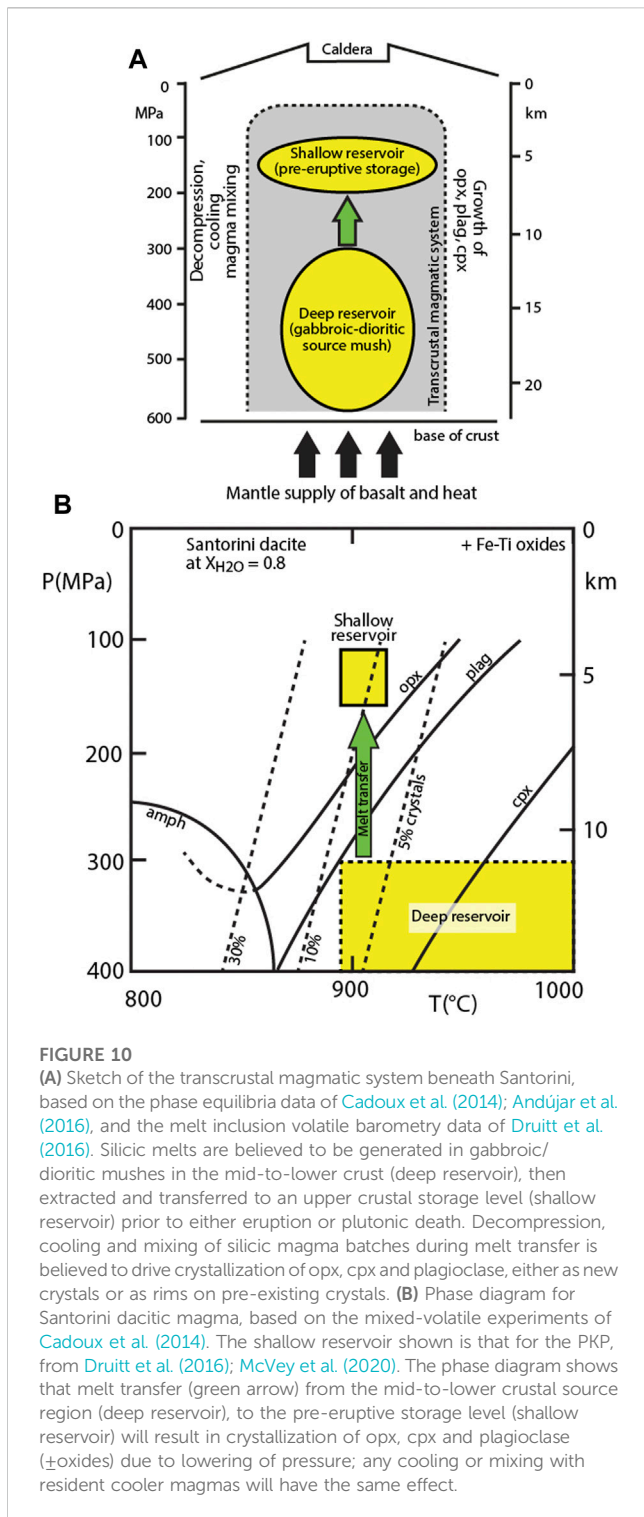 A
Caldera
0
0
MPa
km
100
200
300
400
500
600
5
10
15
20
Decompression,
cooling
magma mixing
Shallow reservoir
(pre-eruptive storage)
Deep reservoir
(gabbroic-dioritic
source mush)
Transcrustal magmatic system
Growth of
opx, plag, cpx
base of crust
Mantle supply of basalt and heat
B
0
0
Santorini dacite
at XH2O = 0.8
+ Fe-Ti oxides
P(MPa)
km
Shallow
reservoir
100
200
300
400
5
10
opx
plag
cpx
amph
Melt transfer
5% crystals
10%
30%
Deep reservoir
800
900
1000
T(°C)
FIGURE 10
(A) Sketch of the transcrustal magmatic system beneath Santorini,
based on the phase equilibria data of Cadoux et al. (2014); Andújar et al.
(2016), and the melt inclusion volatile barometry data of Druitt et al.
(2016). Silicic melts are believed to be generated in gabbroic/
dioritic mushes in the mid-to-lower crust (deep reservoir), then
extracted and transferred to an upper crustal storage level (shallow
reservoir) prior to either eruption or plutonic death. Decompression,
cooling and mixing of silicic magma batches during melt transfer is
believed to drive crystallization of opx, cpx and plagioclase, either as new
crystals or as rims on pre-existing crystals. (B) Phase diagram for
Santorini dacitic magma, based on the mixed-volatile experiments of
Cadoux et al. (2014). The shallow reservoir shown is that for the PKP,
from Druitt et al. (2016); McVey et al. (2020). The phase diagram shows
that melt transfer (green arrow) from the mid-to-lower crustal source
region (deep reservoir), to the pre-eruptive storage level (shallow
reservoir) will result in crystallization of opx, cpx and plagioclase
(±oxides) due to lowering of pressure; any cooling or mixing with
resident cooler magmas will have the same effect.